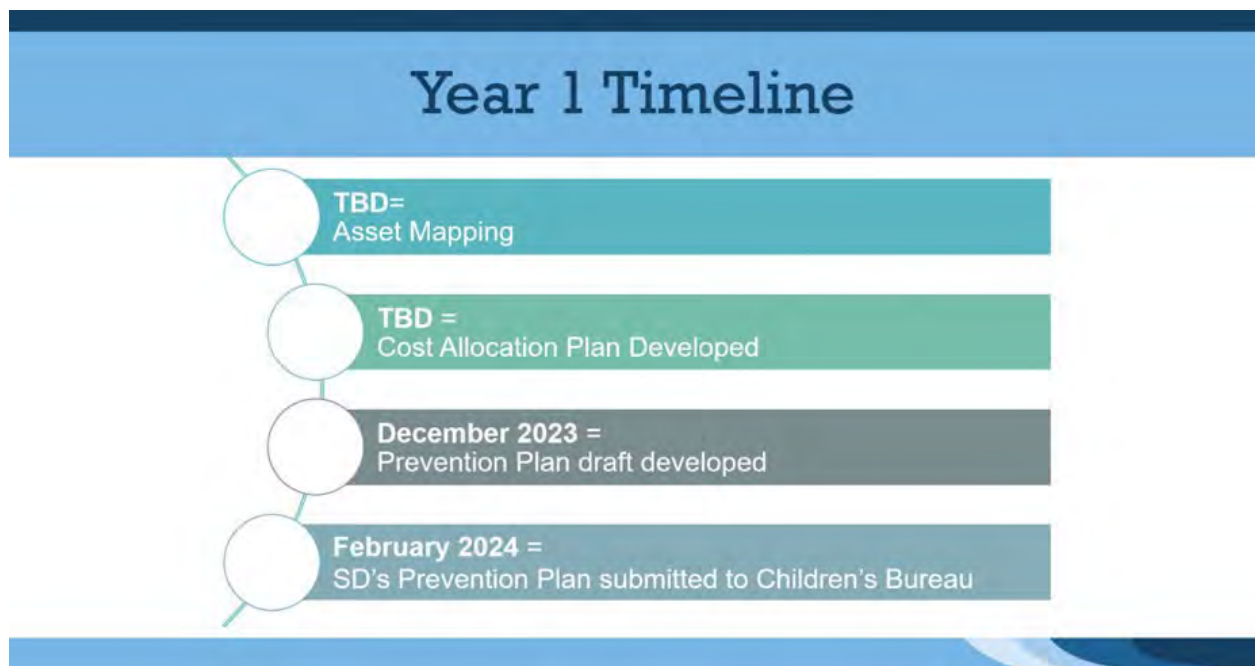 Year 1 Timeline
TBD=
Asset Mapping
TBD =
Cost Allocation Plan Developed
December 2023 =
Prevention Plan draft developed
February 2024 =
SD's Prevention Plan submitted to Children's Bureau